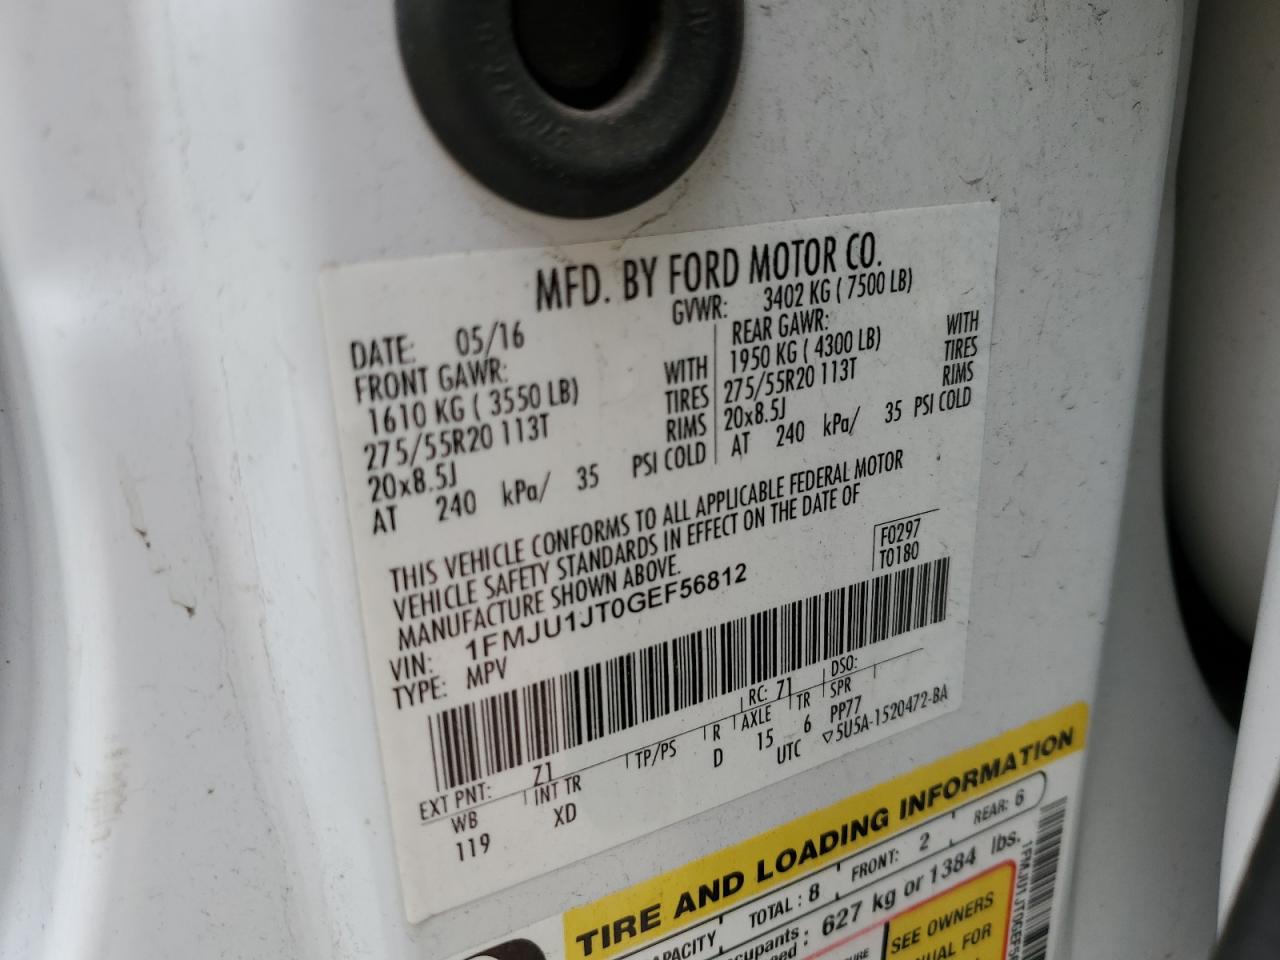 MFD. BY FORD MOTOR CO.
DATE: 05/16 GVWR: 3402 KG ( 7500 LB)
FRONT GAWR: REAR GAWR:
1610 KG ( 3550 LB) WITH 1950 KG ( 4300 LB) WITH
275/55R20 113T TIRES 275/55R20 113T TIRES
20x8.5J RIMS 20x8.5J RIMS
AT 240 kPa/ 35 PSI COLD AT 240 kPa/ 35 PSI COLD
THIS VEHICLE CONFORMS TO ALL APPLICABLE FEDERAL MOTOR
VEHICLE SAFETY STANDARDS IN EFFECT ON THE DATE OF
MANUFACTURE SHOWN ABOVE.
F0297
T0180
VIN: 1FMJU1JT0GEF56812
TYPE: MPV
EXT PNT: Z1 RC: 71 DSO:
WB INT TR TP/PS R AXLE TR SPR
119 XD D 15 6 PP77
UTC ▽5U5A-1520472-BA
TIRE AND LOADING INFORMATION
TOTAL : 8 FRONT: 2 REAR: 6
627 kg or 1384 lbs.
SEE OWNERS